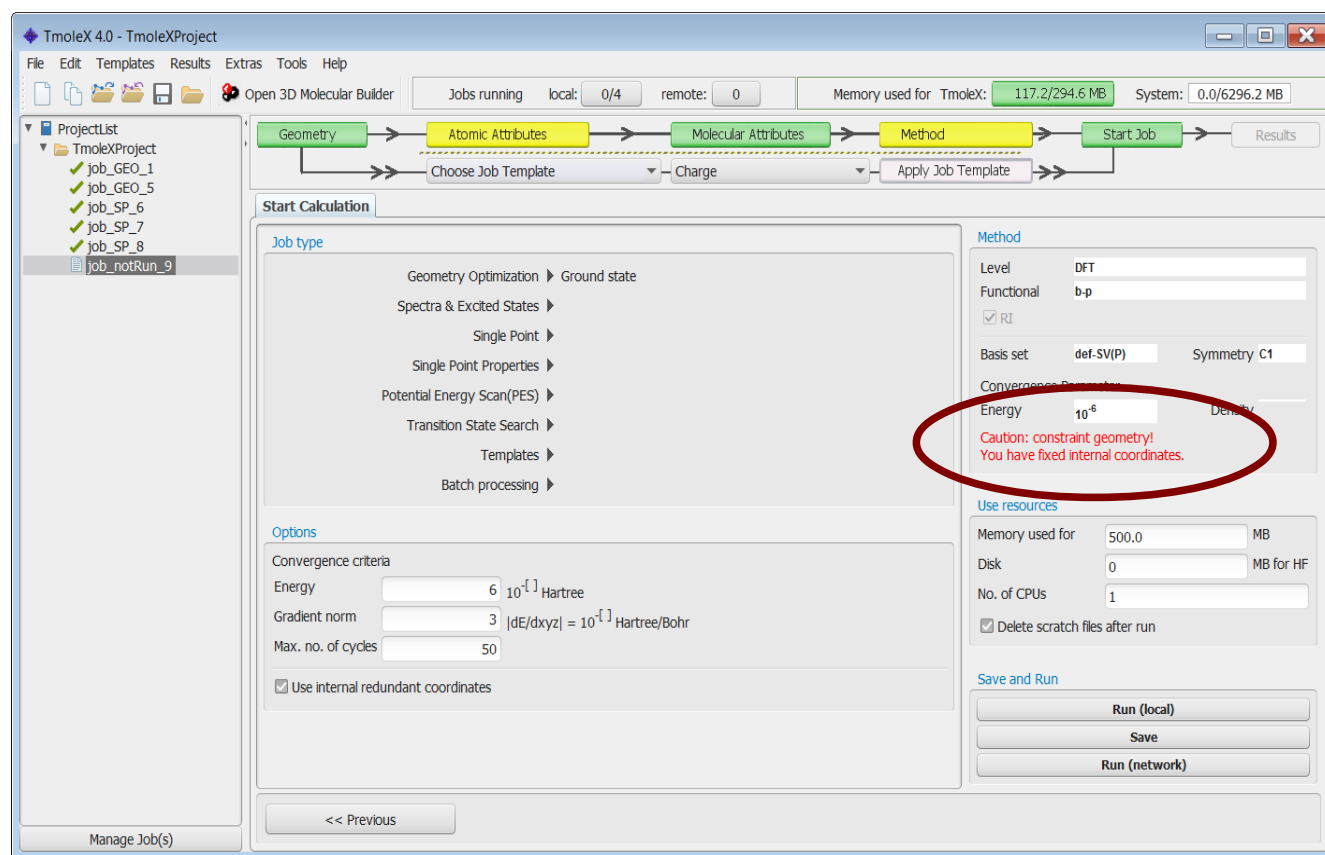 TmoleX 4.0 - TmoleXProject
File Edit Templates Results Extras Tools Help
Open 3D Molecular Builder Jobs running local: 0/4 remote: 0 Memory used for TmoleX: 117.2/294.6 MB System: 0.0/6296.2 MB
ProjectList
TmoleXProject
job_GEO_1
job_GEO_5
job_SP_6
job_SP_7
job_SP_8
job_notRun_9
Manage Job(s)
Geometry Atomic Attributes Molecular Attributes Method Start Job Results
Choose Job Template Charge Apply Job Template
Start Calculation
Job type
Geometry Optimization Ground state
Spectra & Excited States
Single Point
Single Point Properties
Potential Energy Scan(PES)
Transition State Search
Templates
Batch processing
Options
Convergence criteria
Energy 6 10-[ ] Hartree
Gradient norm 3 |dE/dxyz| = 10-[ ] Hartree/Bohr
Max. no. of cycles 50
Use internal redundant coordinates
Method
Level DFT
Functional b-p
RI
Basis set def-SV(P) Symmetry C1
Convergence Parameter
Energy 10-6 Density
Caution: constraint geometry!
You have fixed internal coordinates.
Use resources
Memory used for 500.0 MB
Disk 0 MB for HF
No. of CPUs 1
Delete scratch files after run
Save and Run
Run (local)
Save
Run (network)
<< Previous